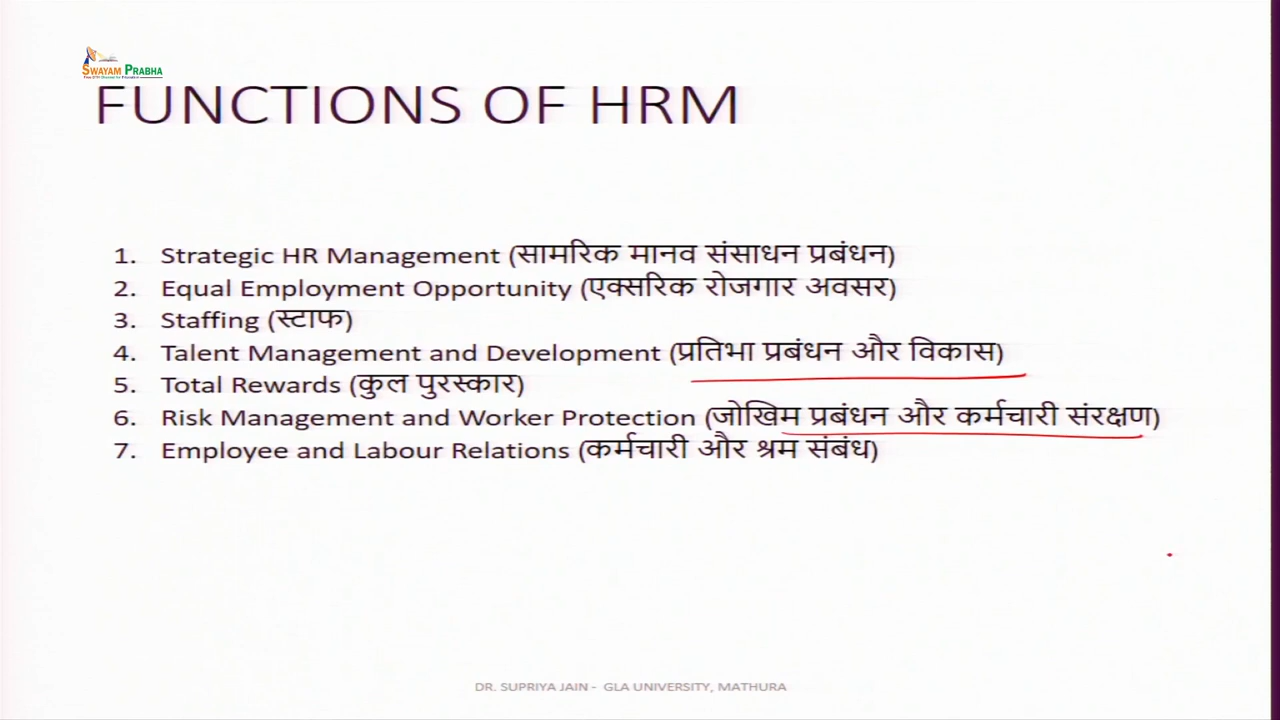 SWAYAM PRABHA
FUNCTIONS OF HRM
1. Strategic HR Management (सामरिक मानव संसाधन प्रबंधन)
2. Equal Employment Opportunity (एक्सरिक रोजगार अवसर)
3. Staffing (स्टाफ)
4. Talent Management and Development (प्रतिभा प्रबंधन और विकास)
5. Total Rewards (कुल पुरस्कार)
6. Risk Management and Worker Protection (जोखिम प्रबंधन और कर्मचारी संरक्षण)
7. Employee and Labour Relations (कर्मचारी और श्रम संबंध)
DR. SUPRIYA JAIN - GLA UNIVERSITY, MATHURA